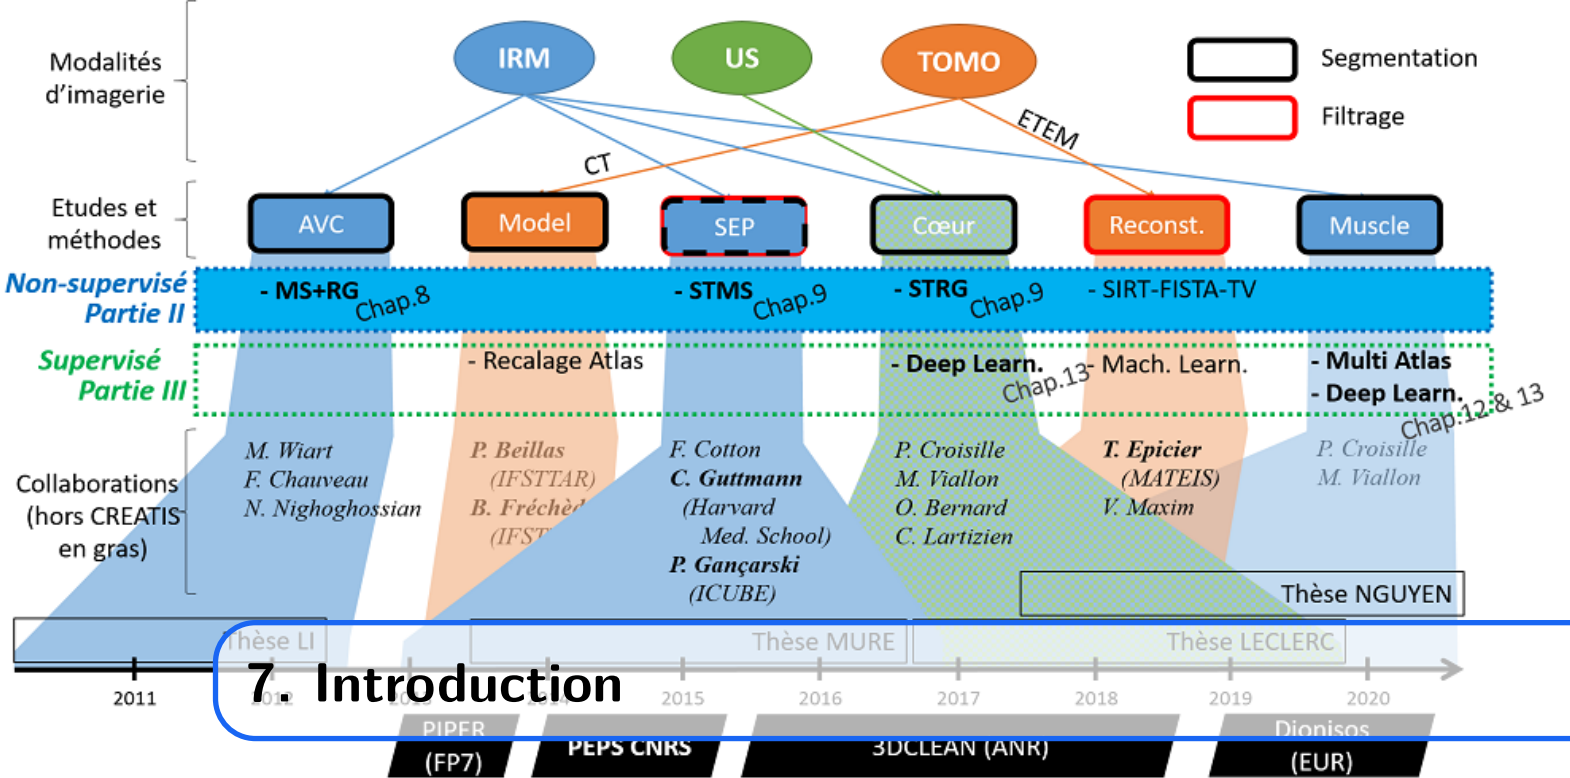 Modalités
d'imagerie
IRM
US
TOMO
Segmentation
Filtrage
CT
ETEM
Etudes et
méthodes
AVC
Model
SEP
Cœur
Reconst.
Muscle
Non-supervisé
Partie II
- MS+RG
Chap.8
- STMS
Chap.9
- STRG
Chap.9
- SIRT-FISTA-TV
Supervisé
Partie III
- Recalage Atlas
- Deep Learn.
Chap.13
- Mach. Learn.
- Multi Atlas
- Deep Learn.
Chap.12 & 13
Collaborations
(hors CREATIS
en gras)
M. Wiart
F. Chauveau
N. Nighoghossian
P. Beillas
(IFSTTAR)
B. Fréchèd
(IFST
F. Cotton
C. Guttmann
(Harvard
Med. School)
P. Gançarski
(ICUBE)
P. Croisille
M. Viallon
O. Bernard
C. Lartizien
T. Epicier
(MATEIS)
V. Maxim
P. Croisille
M. Viallon
Thèse NGUYEN
Thèse LI
Thèse MURE
Thèse LECLERC
7. Introduction
2011
2012
2013
2014
2015
2016
2017
2018
2019
2020
PIPER
(FP7)
PEPS CNRS
3DCLEAN (ANR)
Dionisos
(EUR)